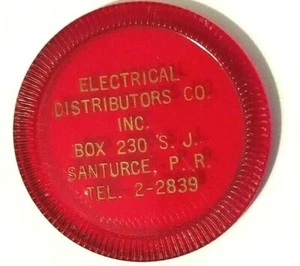 ELECTRICAL
DISTRIBUTORS CO.
INC.
BOX 230 S. J.
SANTURCE, P. R.
TEL. 2-2839